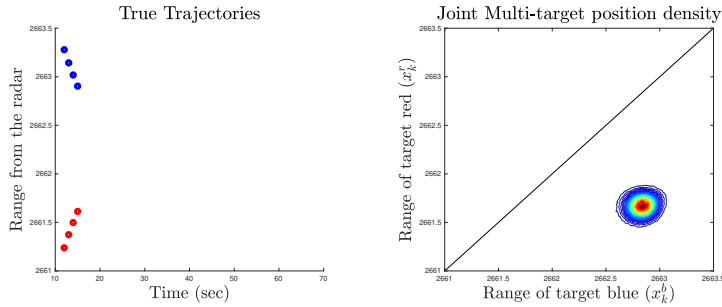 True Trajectories
Range from the radar
2663.5
2663
2662.5
2662
2661.5
2661
10 20 30 40 50 60 70
Time (sec)
Joint Multi-target position density
Range of target red (x_k^r)
2663.5
2663
2662.5
2662
2661.5
2661
2661 2661.5 2662 2662.5 2663 2663.5
Range of target blue (x_k^b)